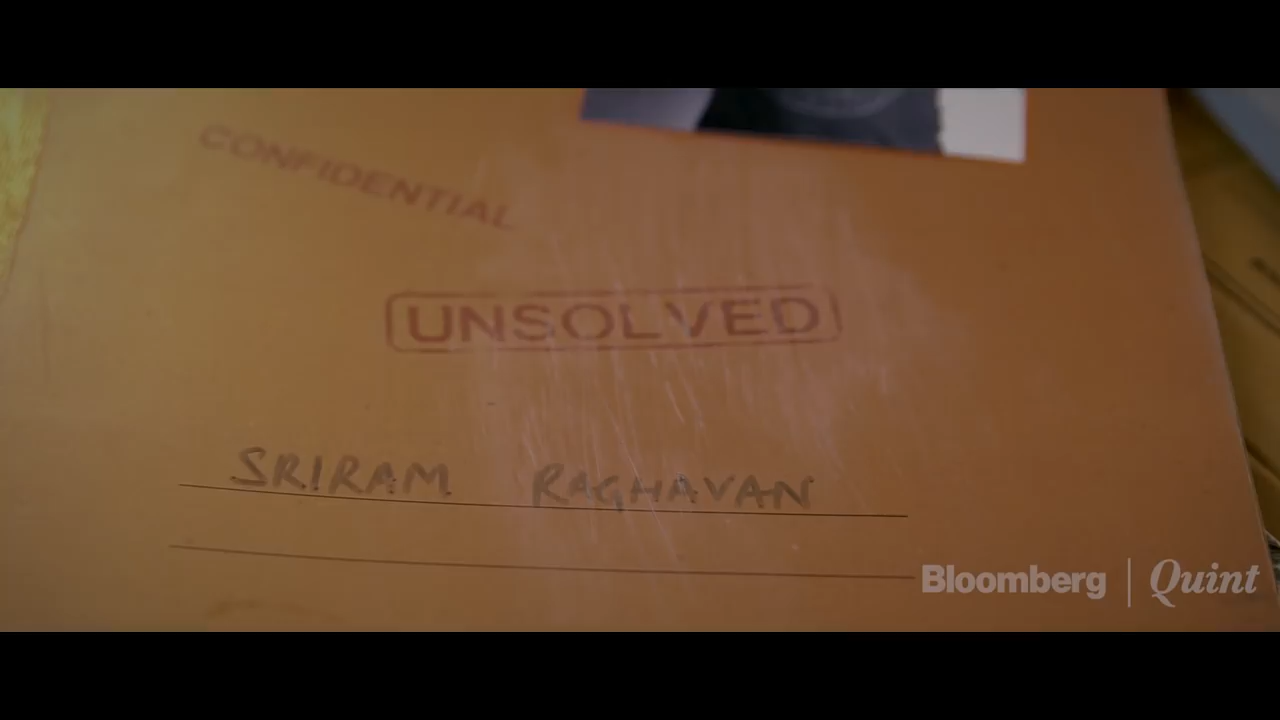 CONFIDENTIAL
UNSOLVED
SRIRAM RAGHAVAN
Bloomberg | Quint